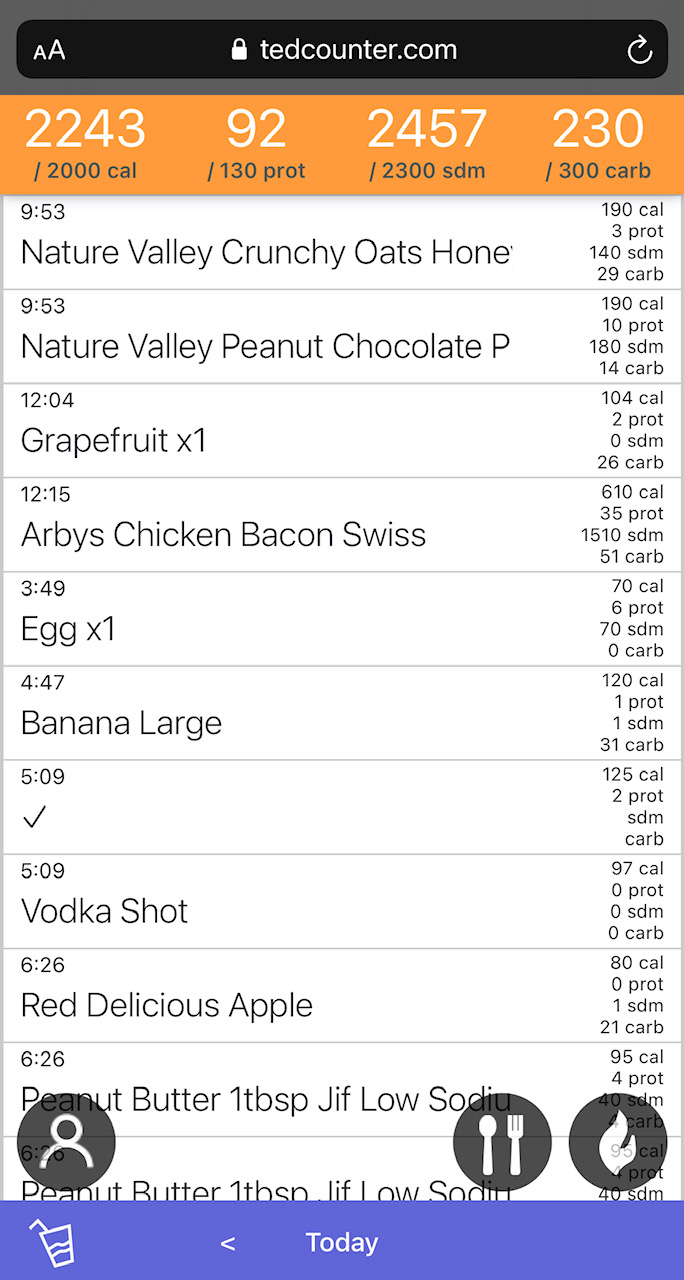 AA tedcounter.com
2243 92 2457 230
/ 2000 cal / 130 prot / 2300 sdm / 300 carb
9:53
Nature Valley Crunchy Oats Hone
190 cal
3 prot
140 sdm
29 carb
9:53
Nature Valley Peanut Chocolate P
190 cal
10 prot
180 sdm
14 carb
12:04
Grapefruit x1
104 cal
2 prot
0 sdm
26 carb
12:15
Arbys Chicken Bacon Swiss
610 cal
35 prot
1510 sdm
51 carb
3:49
Egg x1
70 cal
6 prot
70 sdm
0 carb
4:47
Banana Large
120 cal
1 prot
1 sdm
31 carb
5:09
✓
125 cal
2 prot
sdm
carb
5:09
Vodka Shot
97 cal
0 prot
0 sdm
0 carb
6:26
Red Delicious Apple
80 cal
0 prot
1 sdm
21 carb
6:26
Peanut Butter 1tbsp Jif Low Sodiu
95 cal
4 prot
40 sdm
4 carb
6:26
Peanut Butter 1tbsp Jif Low Sodiu
95 cal
4 prot
40 sdm
< Today